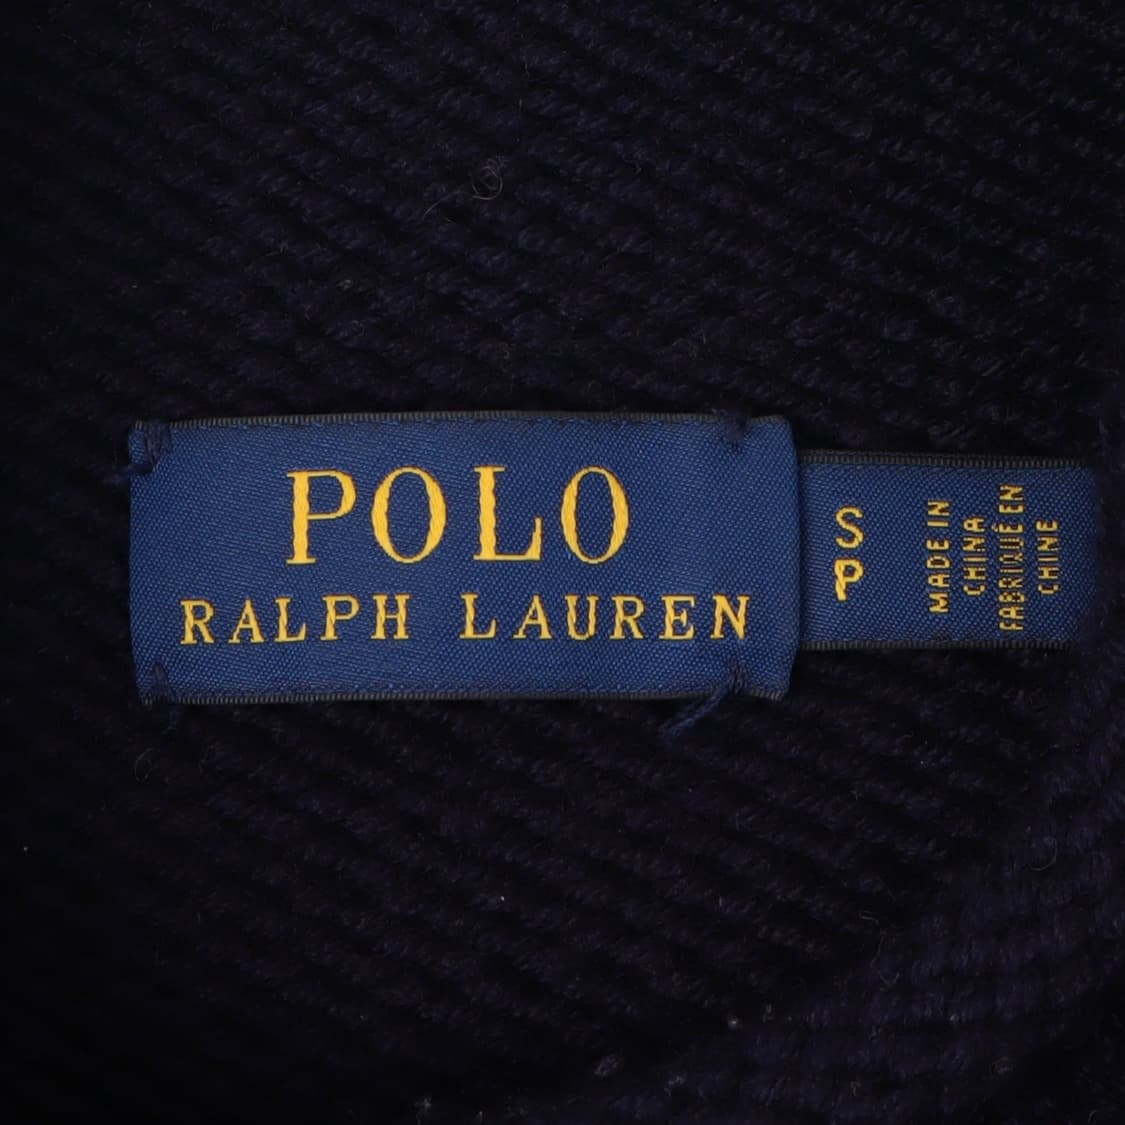 POLO
RALPH LAUREN
S
P
MADE IN
CHINA
FABRIQUÉ EN
CHINE